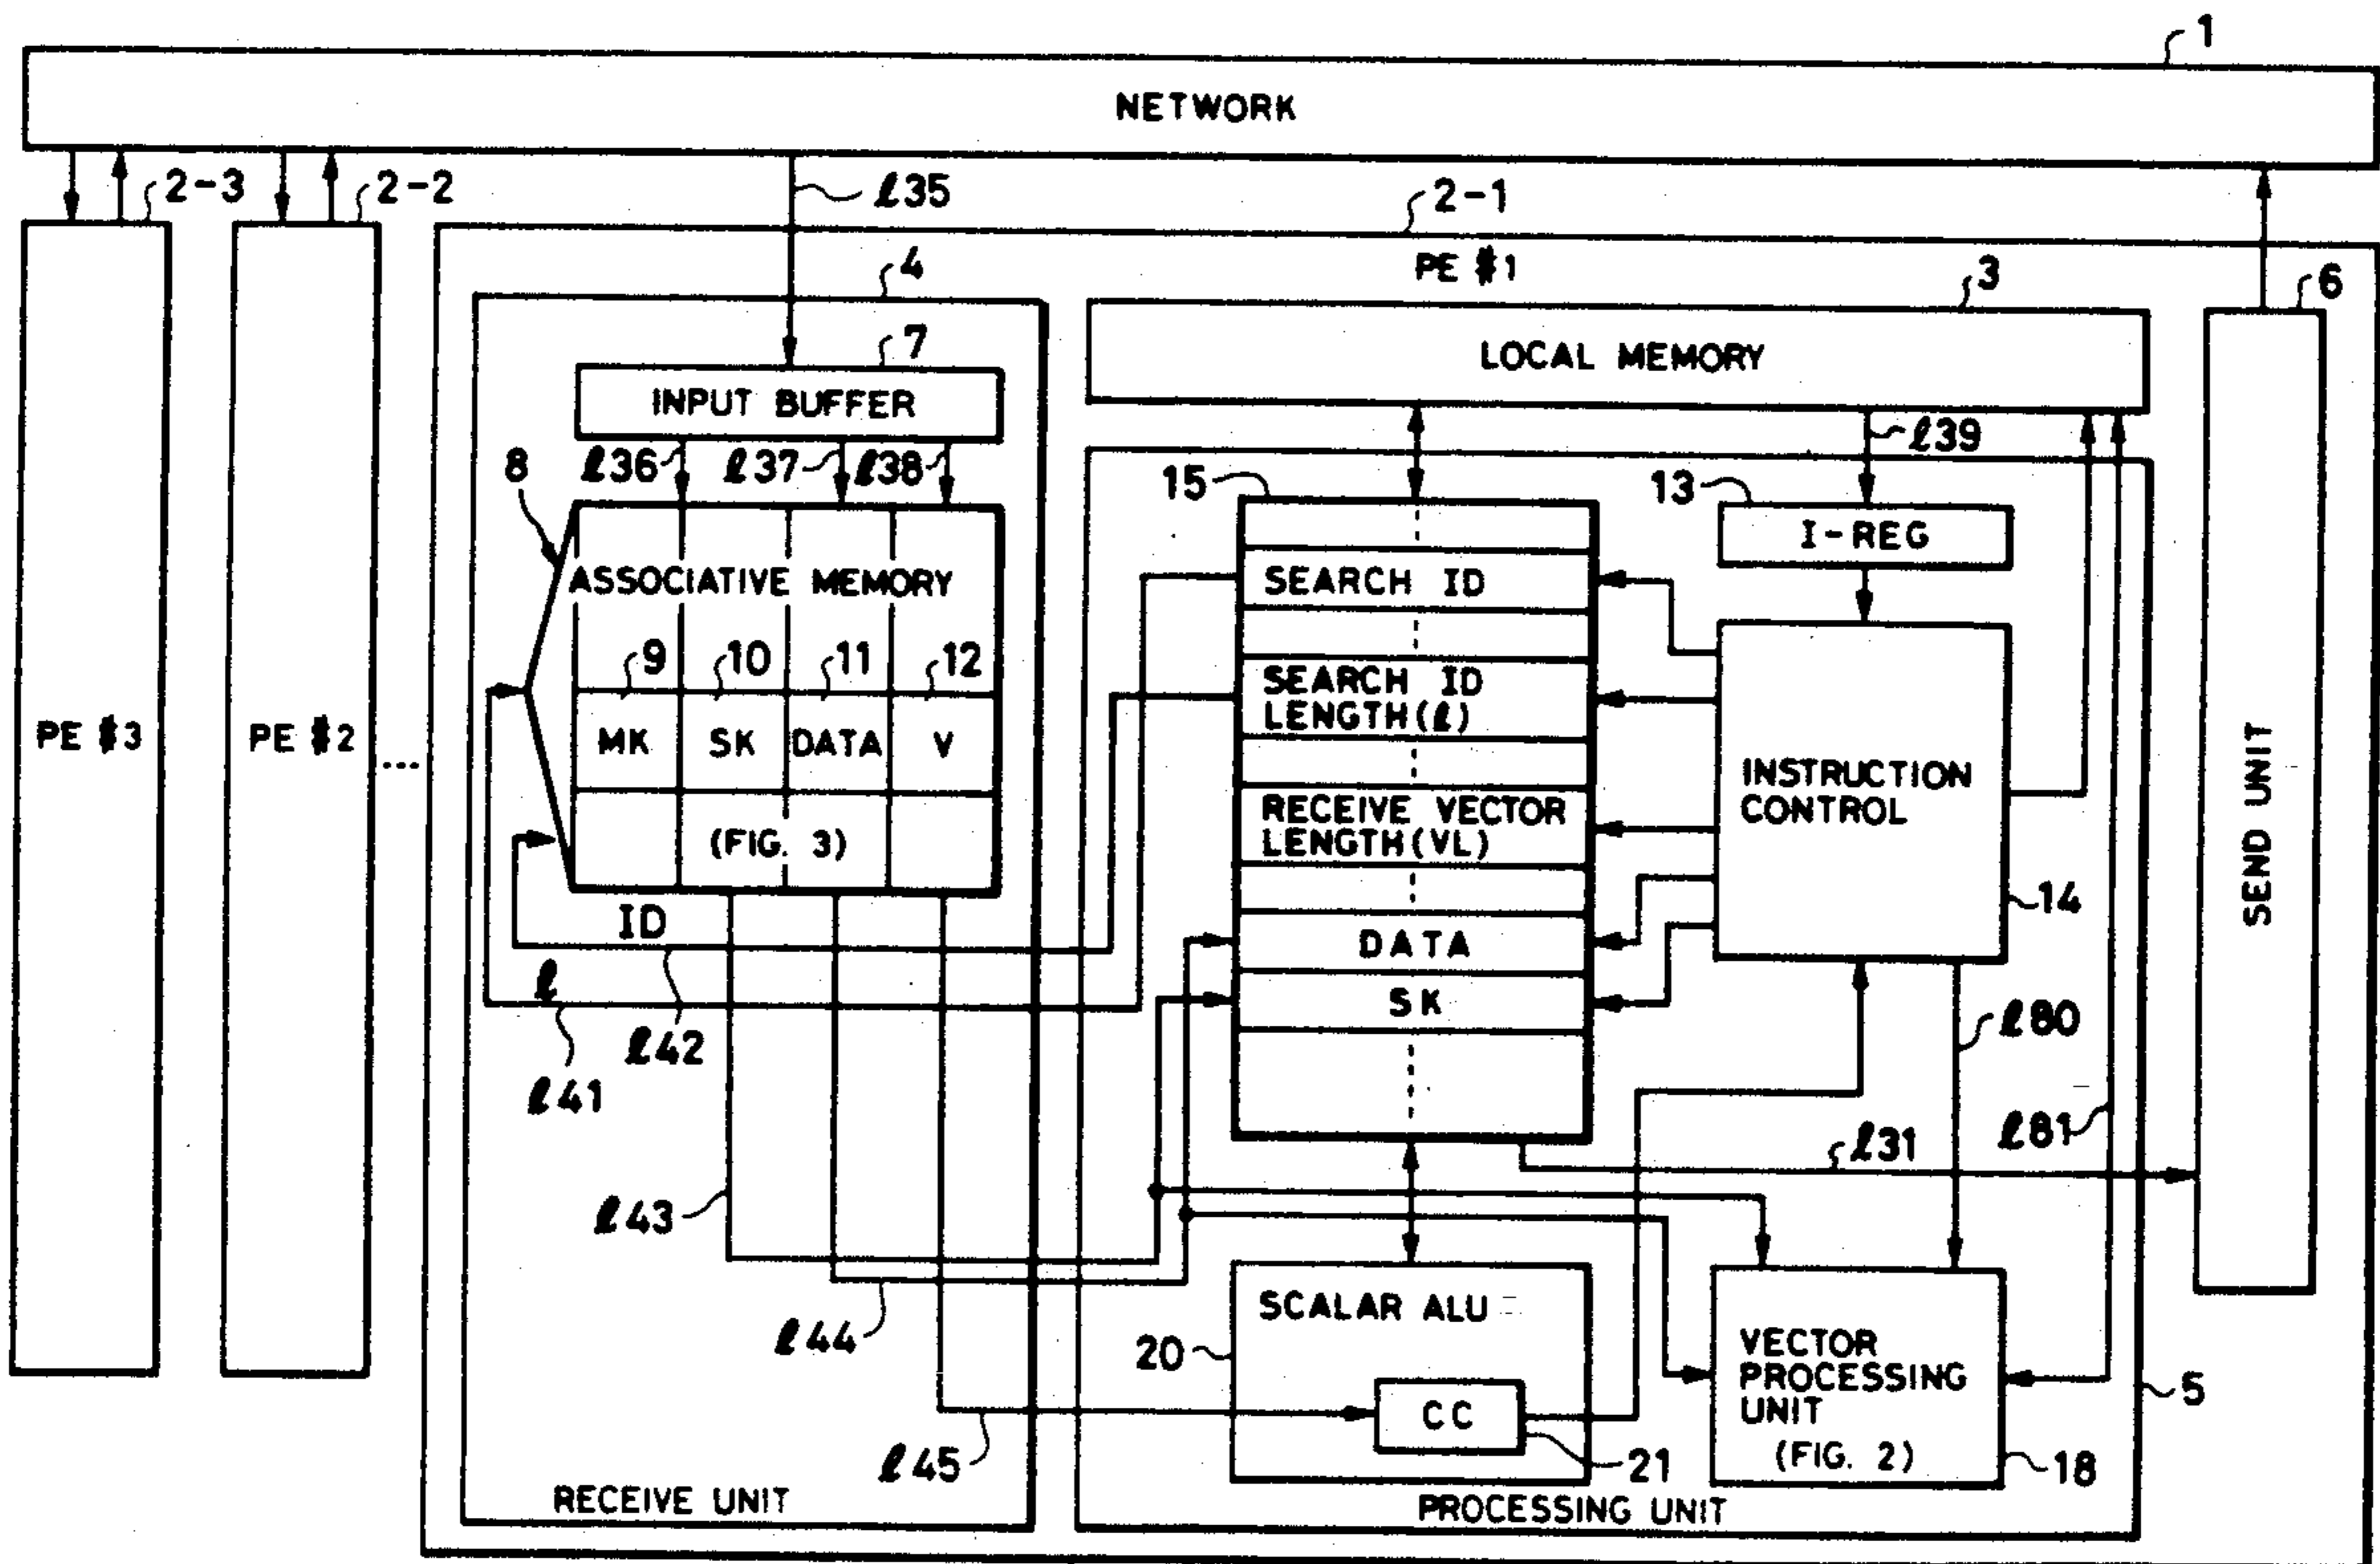 1
NETWORK
2-3
2-2
ℓ35
2-1
PE #1
4
3
6
7
LOCAL MEMORY
INPUT BUFFER
ℓ36
ℓ37
ℓ38
ℓ39
8
15
13
I-REG
ASSOCIATIVE MEMORY
SEARCH ID
9
10
11
12
SEARCH ID
LENGTH(ℓ)
PE #3
PE #2
...
MK
SK
DATA
V
INSTRUCTION
CONTROL
SEND UNIT
RECEIVE VECTOR
LENGTH(VL)
(FIG. 3)
14
ID
DATA
ℓ
SK
ℓ42
ℓ80
ℓ41
ℓ81
ℓ31
ℓ43
SCALAR ALU
ℓ44
20
VECTOR
PROCESSING
UNIT
(FIG. 2)
5
CC
ℓ45
21
18
RECEIVE UNIT
PROCESSING UNIT